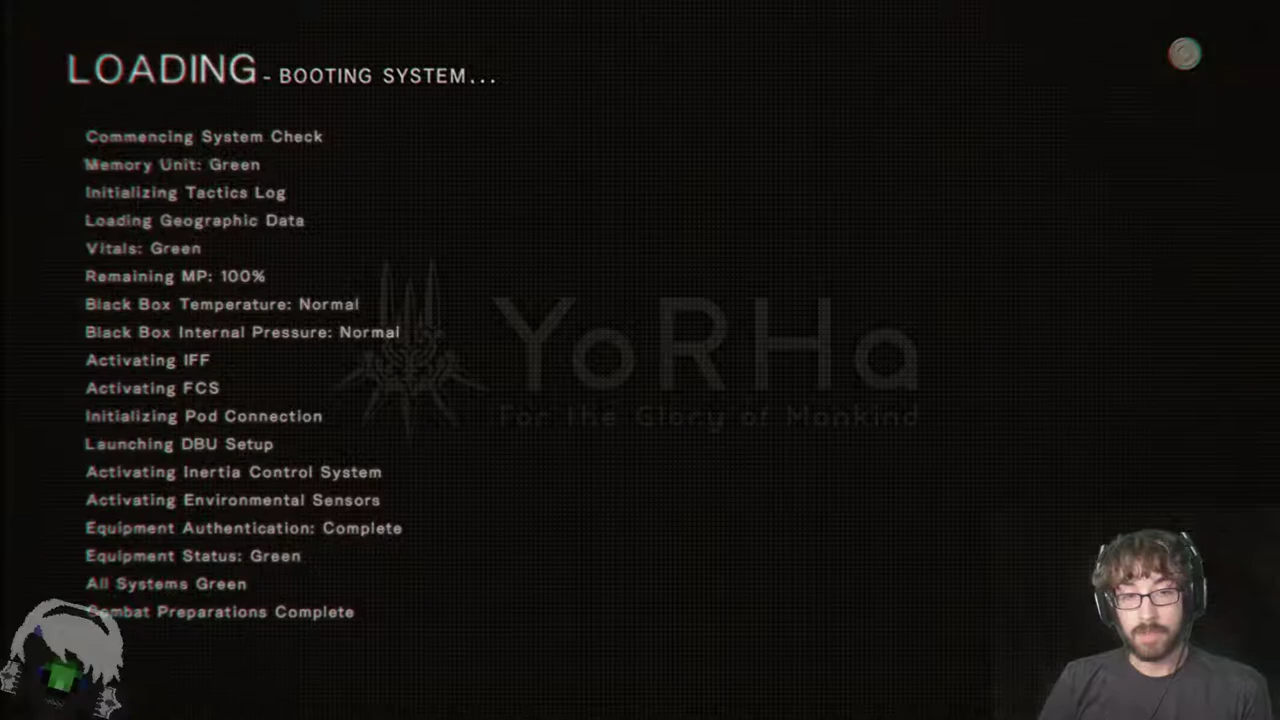 LOADING - BOOTING SYSTEM...
Commencing System Check
Memory Unit: Green
Initializing Tactics Log
Loading Geographic Data
Vitals: Green
Remaining MP: 100%
Black Box Temperature: Normal
Black Box Internal Pressure: Normal
Activating IFF
Activating FCS
Initializing Pod Connection
Launching DBU Setup
Activating Inertia Control System
Activating Environmental Sensors
Equipment Authentication: Complete
Equipment Status: Green
All Systems Green
Combat Preparations Complete
YoRHa
For the Glory of Mankind